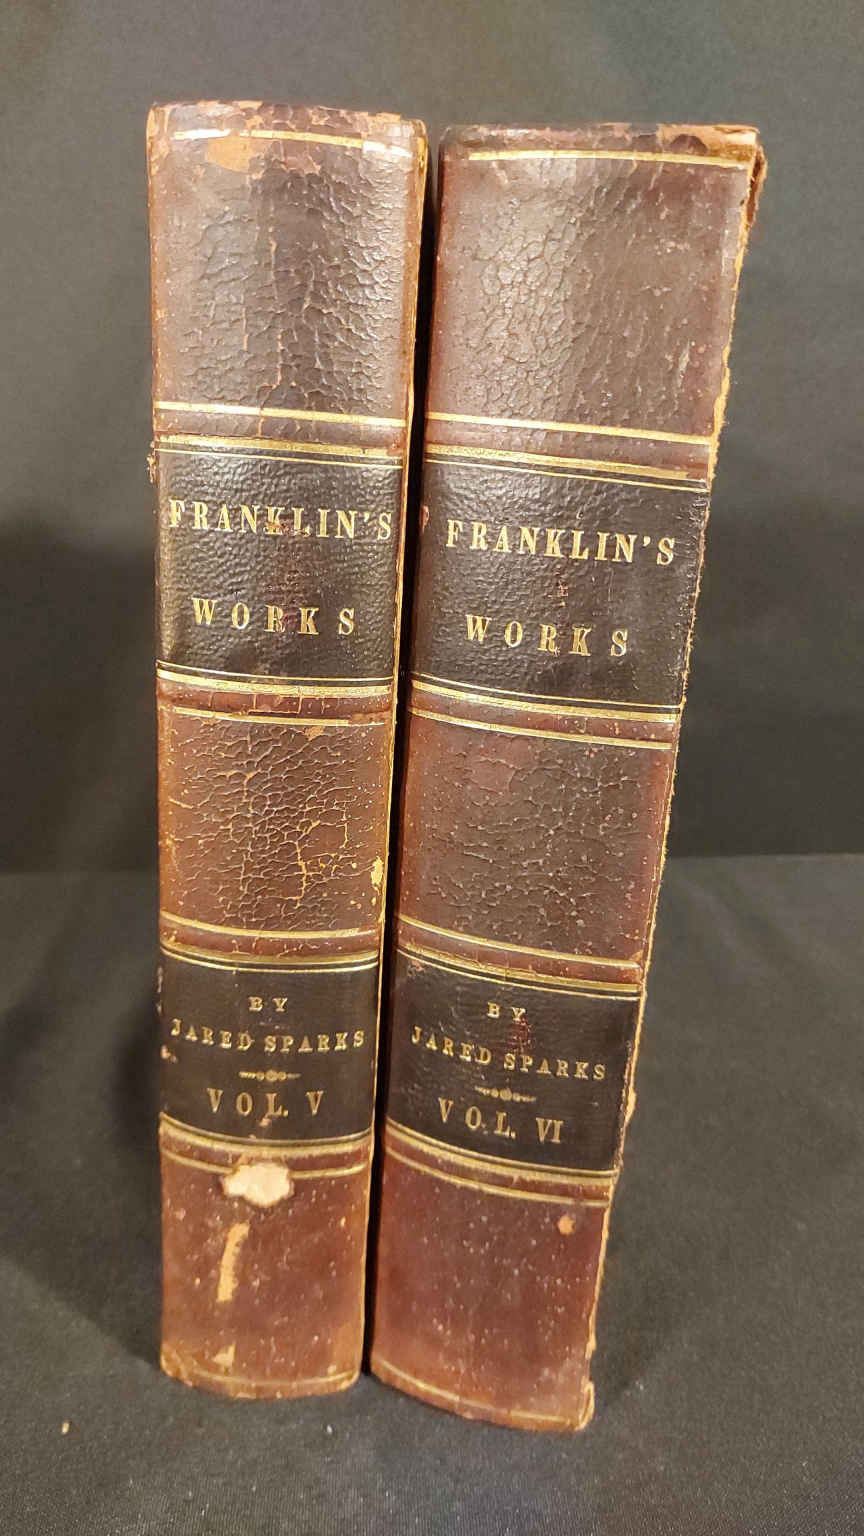 FRANKLIN'S
WORKS
BY
JARED SPARKS
VOL. V
FRANKLIN'S
WORKS
BY
JARED SPARKS
VOL. VI